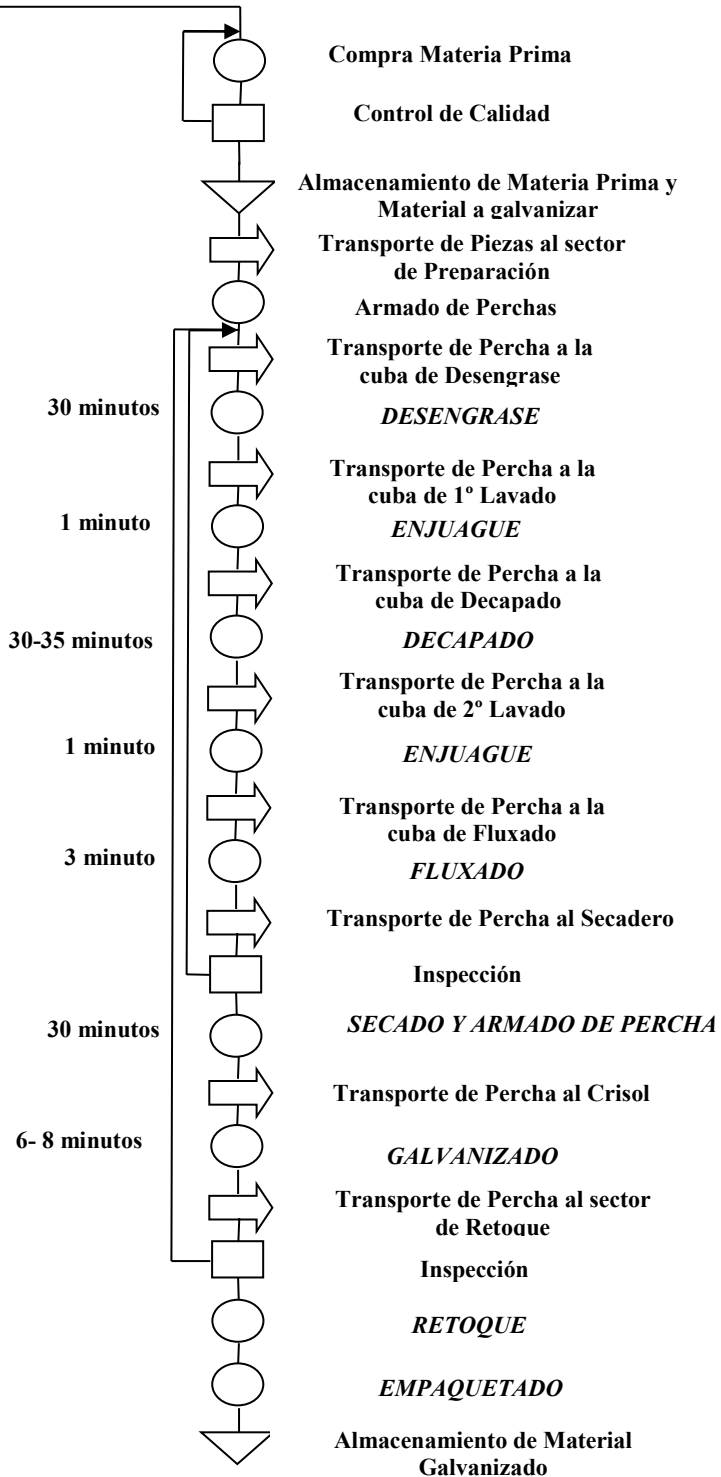 Compra Materia Prima
Control de Calidad
Almacenamiento de Materia Prima y
Material a galvanizar
Transporte de Piezas al sector
de Preparación
Armado de Perchas
Transporte de Percha a la
cuba de Desengrase
30 minutos
DESENGRASE
Transporte de Percha a la
cuba de 1º Lavado
1 minuto
ENJUAGUE
Transporte de Percha a la
cuba de Decapado
30-35 minutos
DECAPADO
Transporte de Percha a la
cuba de 2º Lavado
1 minuto
ENJUAGUE
Transporte de Percha a la
cuba de Fluxado
3 minuto
FLUXADO
Transporte de Percha al Secadero
Inspección
30 minutos
SECADO Y ARMADO DE PERCHA
Transporte de Percha al Crisol
6- 8 minutos
GALVANIZADO
Transporte de Percha al sector
de Retoque
Inspección
RETOQUE
EMPAQUETADO
Almacenamiento de Material
Galvanizado